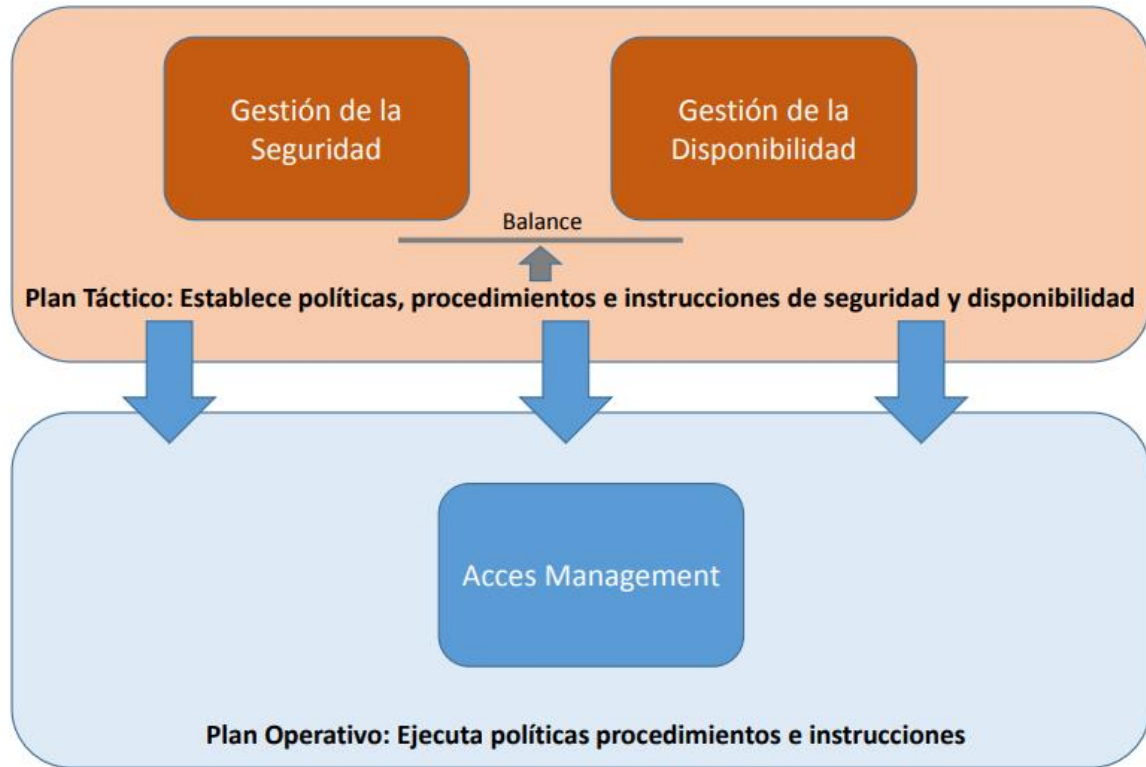 Gestión de la
Seguridad
Gestión de la
Disponibilidad
Balance
Plan Táctico: Establece políticas, procedimientos e instrucciones de seguridad y disponibilidad
Acces Management
Plan Operativo: Ejecuta políticas procedimientos e instrucciones